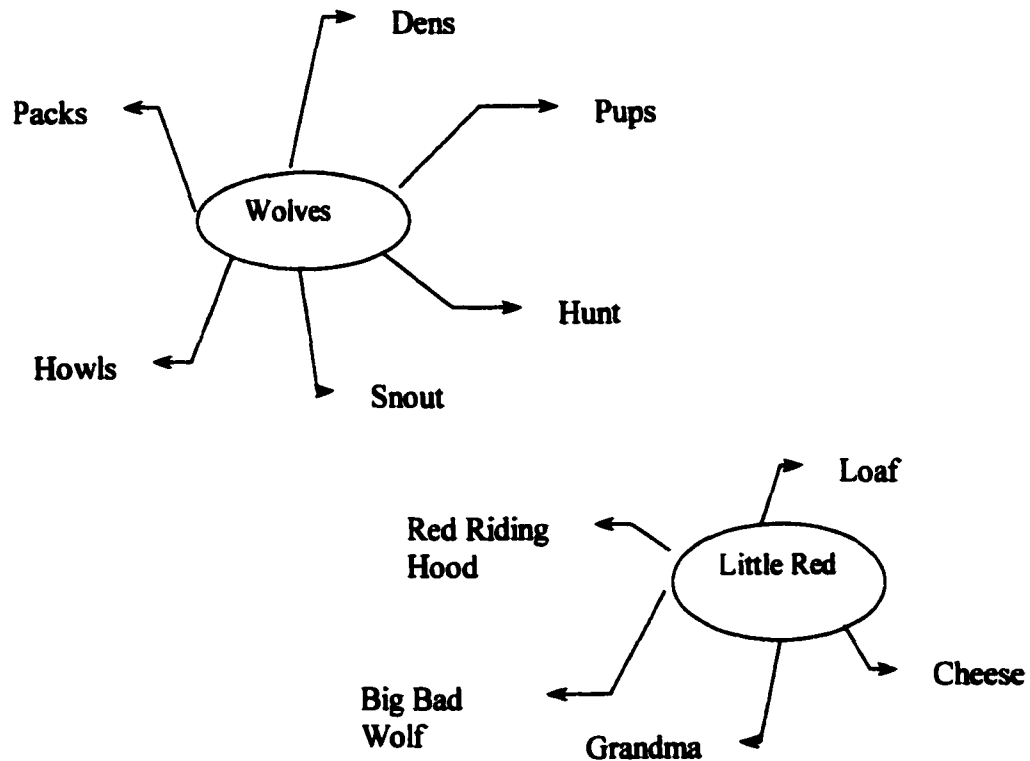 Dens
Packs
Pups
Wolves
Hunt
Howls
Snout
Loaf
Red Riding
Hood
Little Red
Cheese
Big Bad
Wolf
Grandma